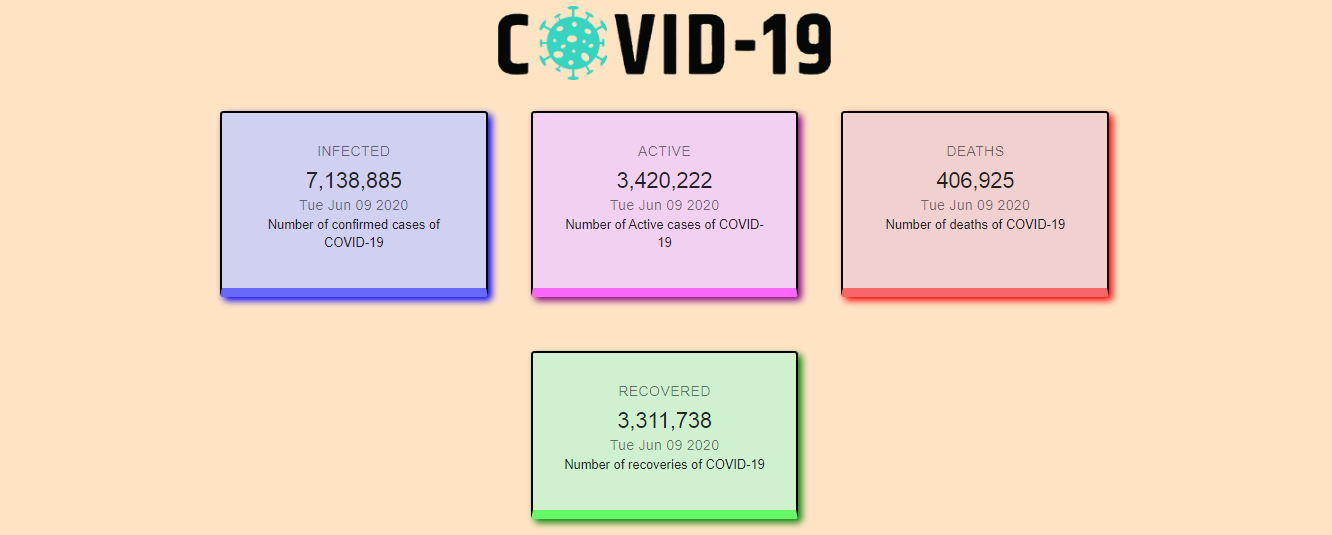 COVID-19
INFECTED
7,138,885
Tue Jun 09 2020
Number of confirmed cases of
COVID-19
ACTIVE
3,420,222
Tue Jun 09 2020
Number of Active cases of COVID-
19
DEATHS
406,925
Tue Jun 09 2020
Number of deaths of COVID-19
RECOVERED
3,311,738
Tue Jun 09 2020
Number of recoveries of COVID-19